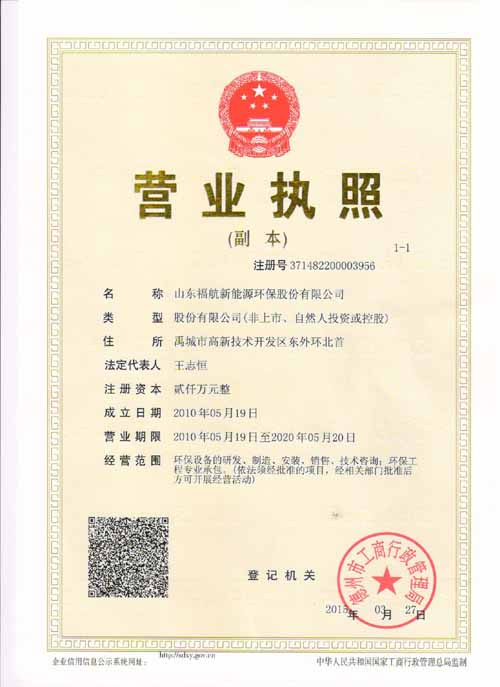 营业执照
(副 本)
1-1
注册号 371482200003956
名 称 山东福航新能源环保股份有限公司
类 型 股份有限公司(非上市、自然人投资或控股)
住 所 禹城市高新技术开发区东外环北首
法定代表人 王志恒
注册资本 贰仟万元整
成立日期 2010年05月19日
营业期限 2010年05月19日至2020年05月20日
经营范围 环保设备的研发、制造、安装、销售、技术咨询；环保工
程专业承包。(依法须经批准的项目，经相关部门批准后
方可开展经营活动)
登记机关
德州市工商行政管理局
2015年 03月 27日
http://sdxy.gov.cn
企业信用信息公示系统网址：
中华人民共和国国家工商行政管理总局监制